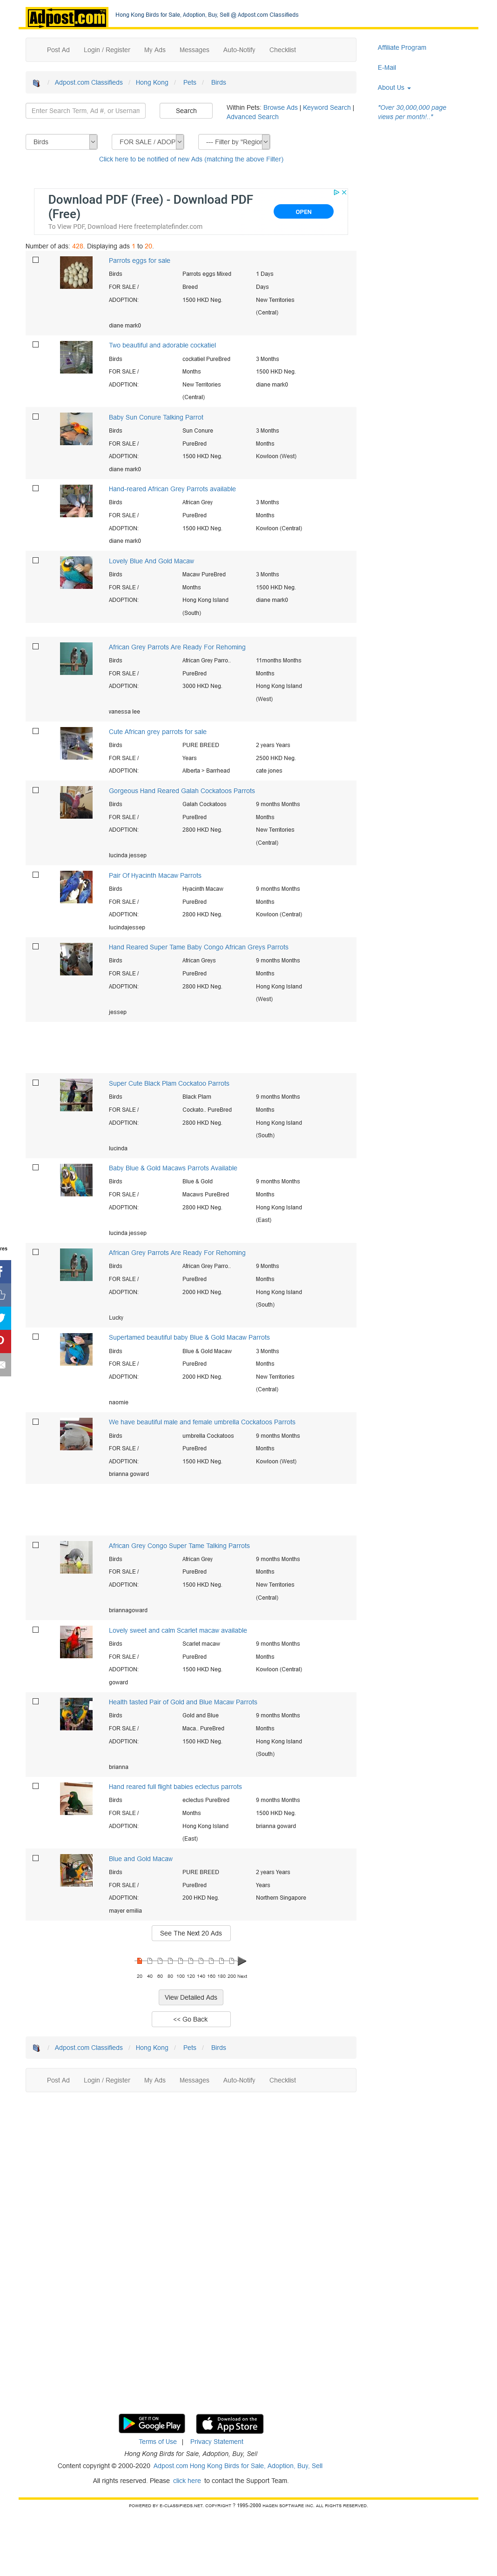 Adpost.com
Hong Kong Birds for Sale, Adoption, Buy, Sell @ Adpost.com Classifieds
Post Ad Login / Register My Ads Messages Auto-Notify Checklist
Affiliate Program
E-Mail
About Us
"Over 30,000,000 page
views per month!."
/ Adpost.com Classifieds / Hong Kong / Pets / Birds
Enter Search Term, Ad #, or Usernam
Search
Within Pets: Browse Ads | Keyword Search |
Advanced Search
Birds
FOR SALE / ADOP
--- Filter by "Region
Click here to be notified of new Ads (matching the above Filter)
Download PDF (Free) - Download PDF
(Free)
To View PDF, Download Here freetemplatefinder.com
OPEN
Number of ads: 428. Displaying ads 1 to 20.
Parrots eggs for sale
Birds Parrots eggs Mixed 1 Days
FOR SALE / Breed Days
ADOPTION: 1500 HKD Neg. New Territories
(Central)
diane mark0
Two beautiful and adorable cockatiel
Birds cockatiel PureBred 3 Months
FOR SALE / Months 1500 HKD Neg.
ADOPTION: New Territories diane mark0
(Central)
Baby Sun Conure Talking Parrot
Birds Sun Conure 3 Months
FOR SALE / PureBred Months
ADOPTION: 1500 HKD Neg. Kowloon (West)
diane mark0
Hand-reared African Grey Parrots available
Birds African Grey 3 Months
FOR SALE / PureBred Months
ADOPTION: 1500 HKD Neg. Kowloon (Central)
diane mark0
Lovely Blue And Gold Macaw
Birds Macaw PureBred 3 Months
FOR SALE / Months 1500 HKD Neg.
ADOPTION: Hong Kong Island diane mark0
(South)
African Grey Parrots Are Ready For Rehoming
Birds African Grey Parro.. 11months Months
FOR SALE / PureBred Months
ADOPTION: 3000 HKD Neg. Hong Kong Island
(West)
vanessa lee
Cute African grey parrots for sale
Birds PURE BREED 2 years Years
FOR SALE / Years 2500 HKD Neg.
ADOPTION: Alberta > Barrhead cate jones
Gorgeous Hand Reared Galah Cockatoos Parrots
Birds Galah Cockatoos 9 months Months
FOR SALE / PureBred Months
ADOPTION: 2800 HKD Neg. New Territories
(Central)
lucinda jessep
Pair Of Hyacinth Macaw Parrots
Birds Hyacinth Macaw 9 months Months
FOR SALE / PureBred Months
ADOPTION: 2800 HKD Neg. Kowloon (Central)
lucindajessep
Hand Reared Super Tame Baby Congo African Greys Parrots
Birds African Greys 9 months Months
FOR SALE / PureBred Months
ADOPTION: 2800 HKD Neg. Hong Kong Island
(West)
jessep
Super Cute Black Plam Cockatoo Parrots
Birds Black Plam 9 months Months
FOR SALE / Cockato.. PureBred Months
ADOPTION: 2800 HKD Neg. Hong Kong Island
(South)
lucinda
Baby Blue & Gold Macaws Parrots Available
Birds Blue & Gold 9 months Months
FOR SALE / Macaws PureBred Months
ADOPTION: 2800 HKD Neg. Hong Kong Island
(East)
lucinda jessep
res
African Grey Parrots Are Ready For Rehoming
Birds African Grey Parro.. 9 Months
FOR SALE / PureBred Months
ADOPTION: 2000 HKD Neg. Hong Kong Island
(South)
Lucky
Supertamed beautiful baby Blue & Gold Macaw Parrots
Birds Blue & Gold Macaw 3 Months
FOR SALE / PureBred Months
ADOPTION: 2000 HKD Neg. New Territories
(Central)
naomie
We have beautiful male and female umbrella Cockatoos Parrots
Birds umbrella Cockatoos 9 months Months
FOR SALE / PureBred Months
ADOPTION: 1500 HKD Neg. Kowloon (West)
brianna goward
African Grey Congo Super Tame Talking Parrots
Birds African Grey 9 months Months
FOR SALE / PureBred Months
ADOPTION: 1500 HKD Neg. New Territories
(Central)
briannagoward
Lovely sweet and calm Scarlet macaw available
Birds Scarlet macaw 9 months Months
FOR SALE / PureBred Months
ADOPTION: 1500 HKD Neg. Kowloon (Central)
goward
Health tasted Pair of Gold and Blue Macaw Parrots
Birds Gold and Blue 9 months Months
FOR SALE / Maca.. PureBred Months
ADOPTION: 1500 HKD Neg. Hong Kong Island
(South)
brianna
Hand reared full flight babies eclectus parrots
Birds eclectus PureBred 9 months Months
FOR SALE / Months 1500 HKD Neg.
ADOPTION: Hong Kong Island brianna goward
(East)
Blue and Gold Macaw
Birds PURE BREED 2 years Years
FOR SALE / PureBred Years
ADOPTION: 200 HKD Neg. Northern Singapore
mayor emilia
See The Next 20 Ads
20 40 60 80 100 120 140 160 180 200 Next
View Detailed Ads
<< Go Back
/ Adpost.com Classifieds / Hong Kong / Pets / Birds
Post Ad Login / Register My Ads Messages Auto-Notify Checklist
GET IT ON
Google Play
Download on the
App Store
Terms of Use | Privacy Statement
Hong Kong Birds for Sale, Adoption, Buy, Sell
Content copyright © 2000-2020 Adpost.com Hong Kong Birds for Sale, Adoption, Buy, Sell
All rights reserved. Please click here to contact the Support Team.
POWERED BY E-CLASSIFIEDS.NET. COPYRIGHT ? 1995-2000 HAGEN SOFTWARE INC. ALL RIGHTS RESERVED.